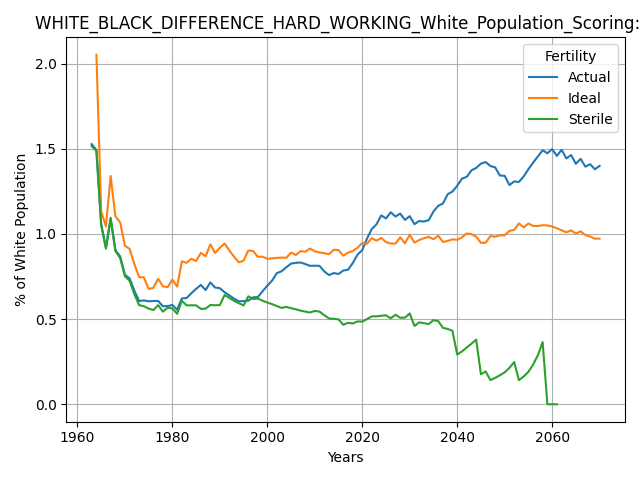 WHITE_BLACK_DIFFERENCE_HARD_WORKING_White_Population_Scoring:
Fertility
Actual
Ideal
Sterile
% of White Population
2.0
1.5
1.0
0.5
0.0
1960 1980 2000 2020 2040 2060
Years